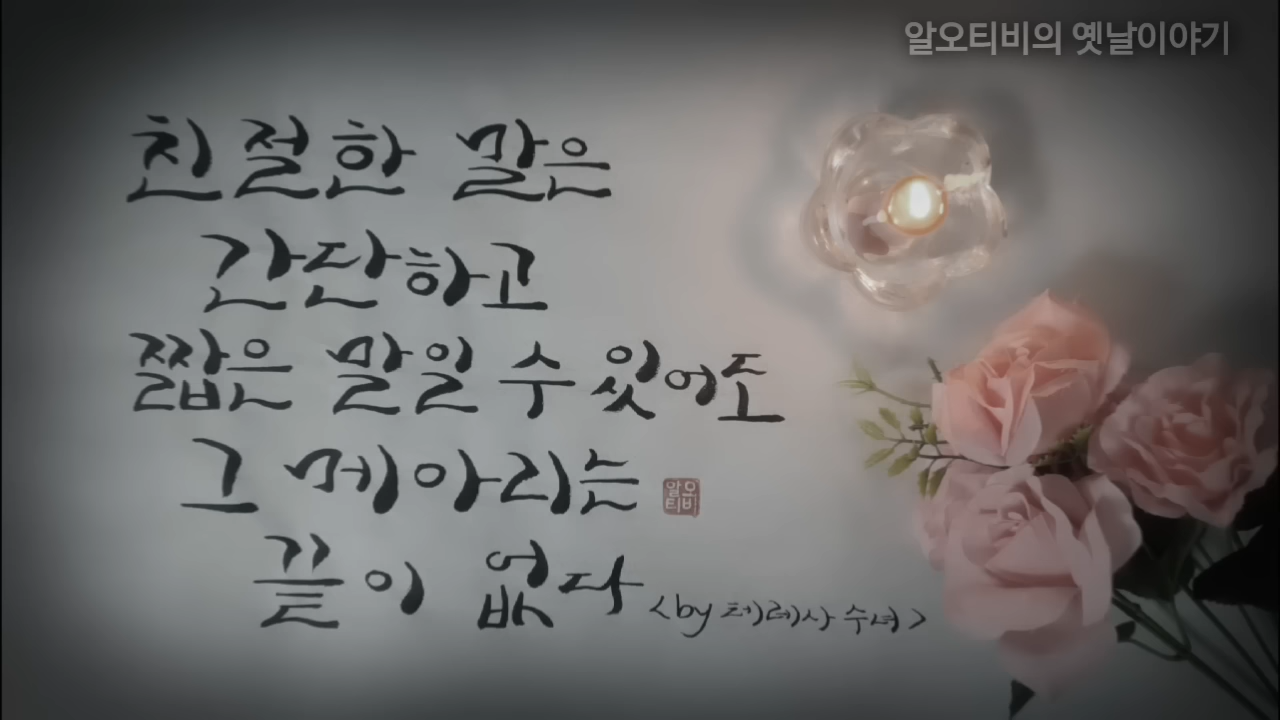 알오티비의 옛날이야기
친절한 말은
간단하고
짧은 말일 수 있어도
그 메아리는
알오
티비
끝이 없다 <by 테레사 수녀>